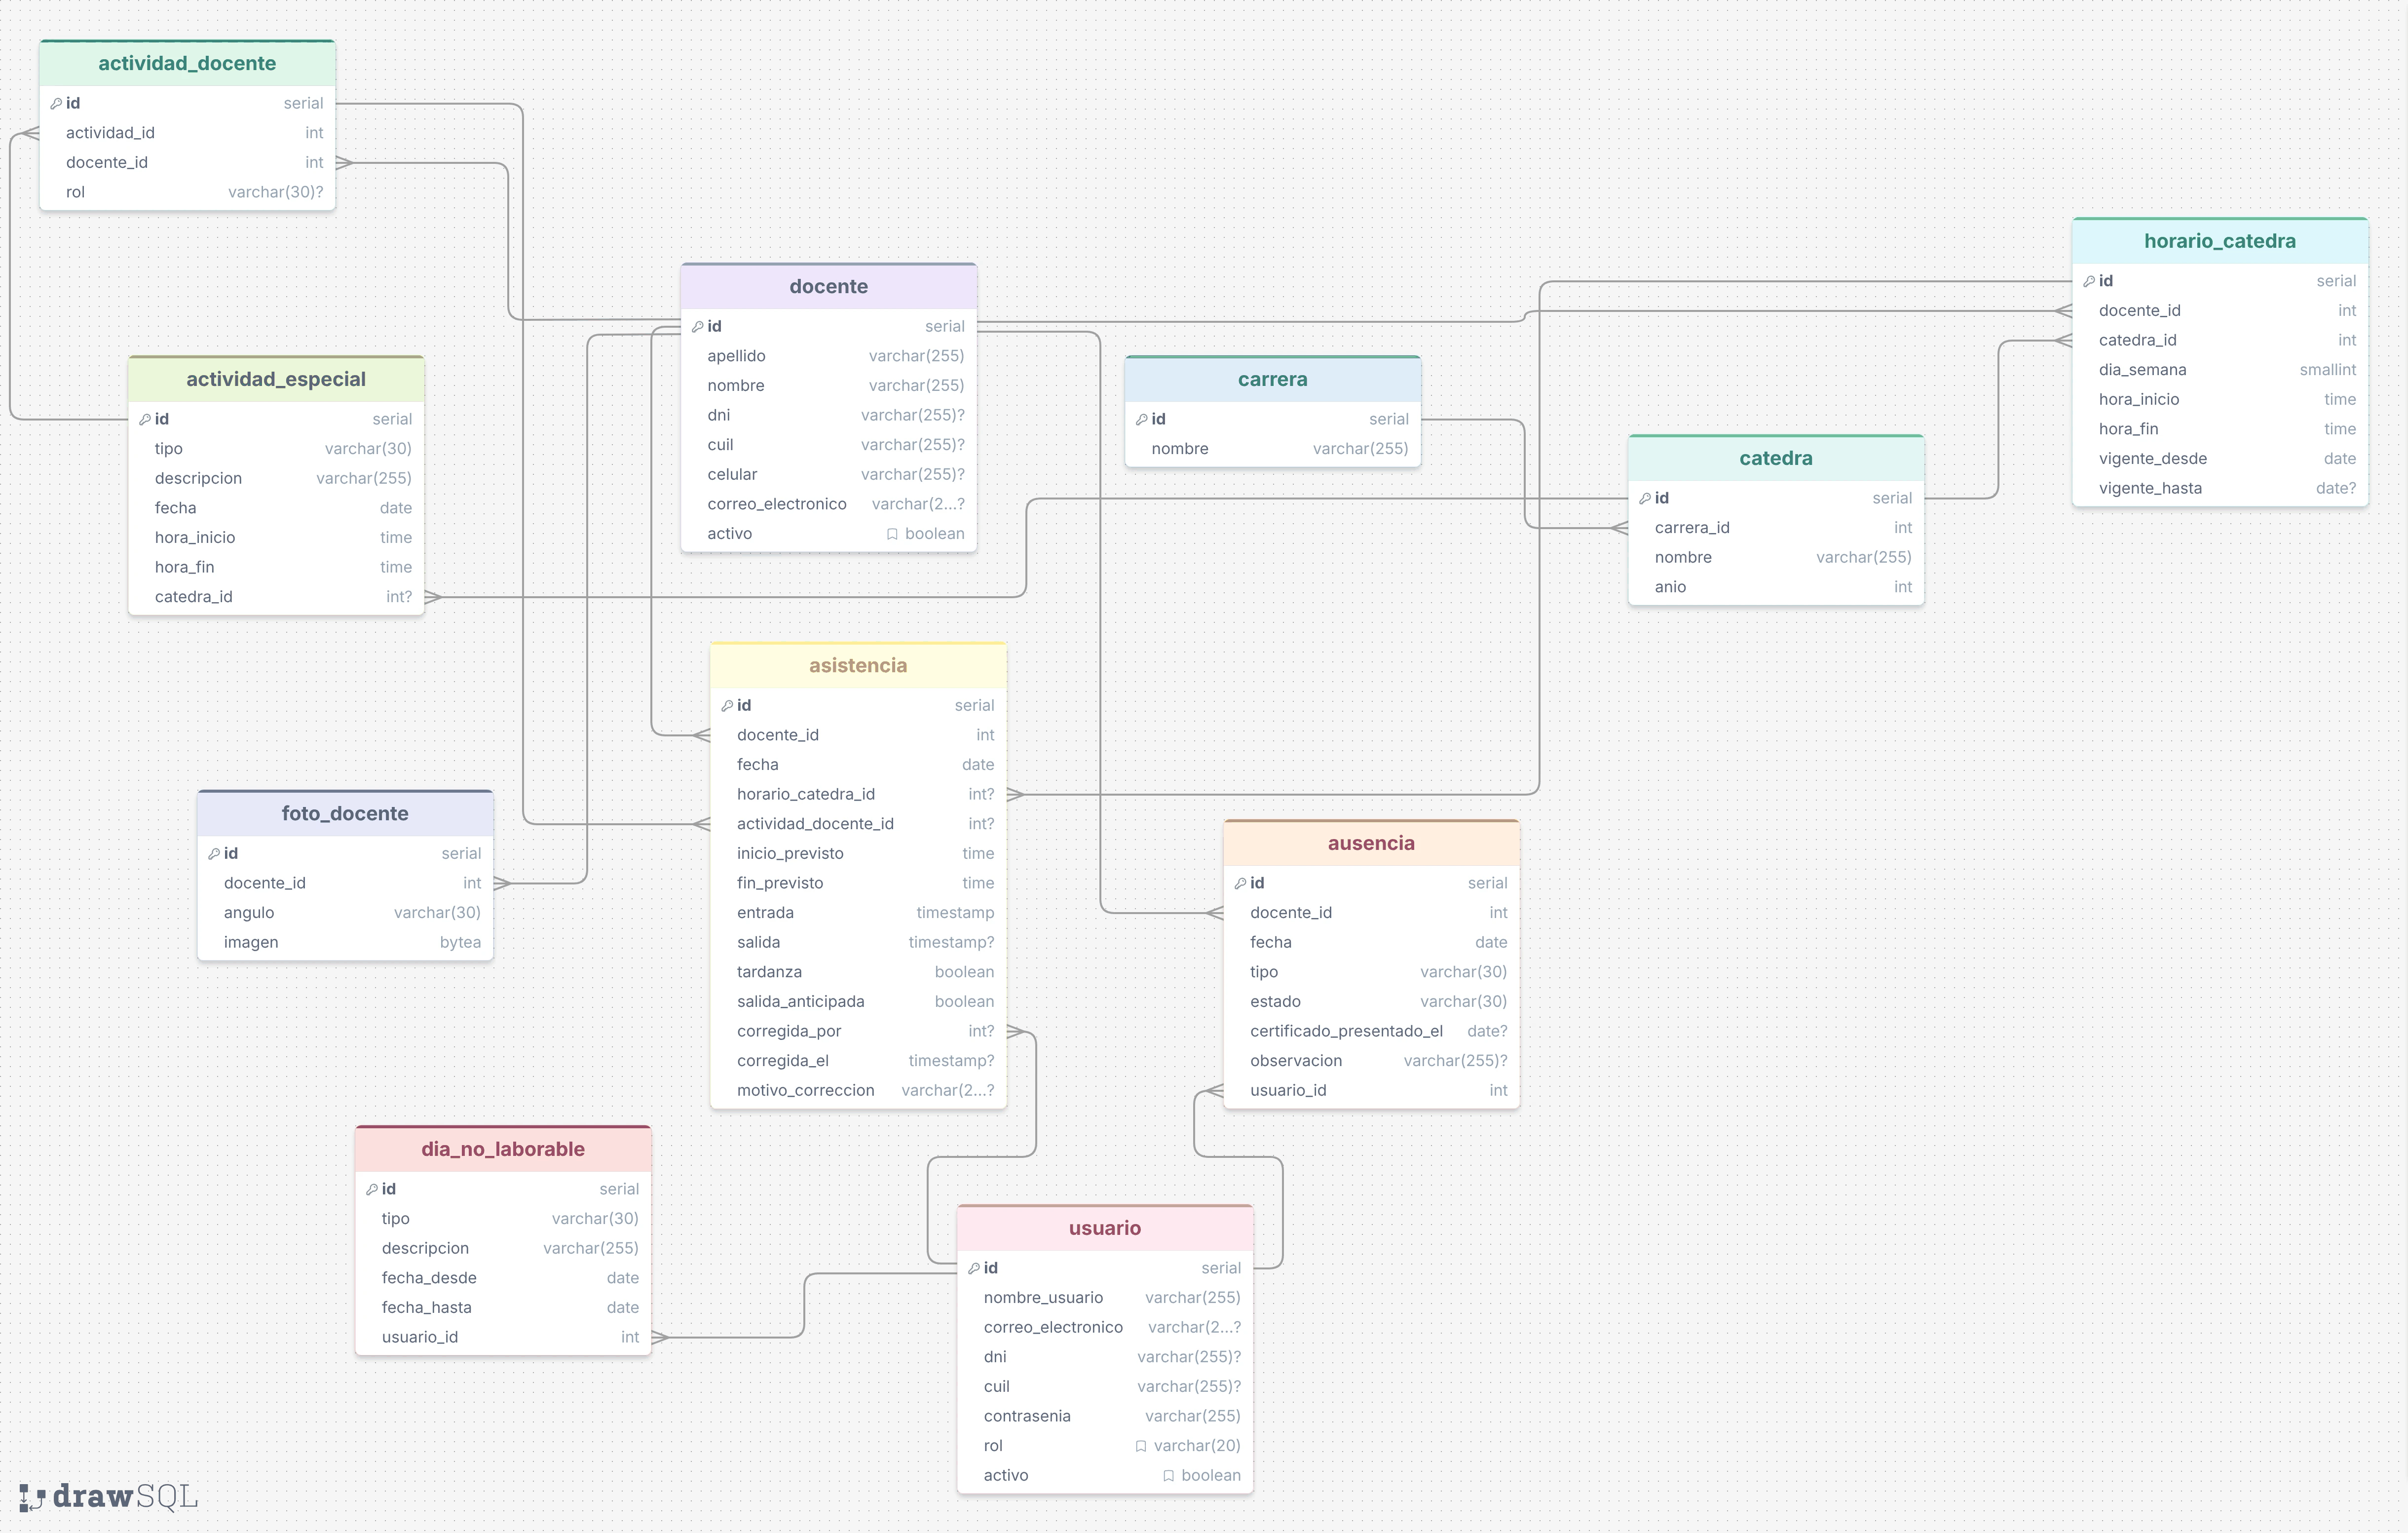 actividad_docente
id serial
actividad_id int
docente_id int
rol varchar(30)?
docente
id serial
apellido varchar(255)
nombre varchar(255)
dni varchar(255)?
cuil varchar(255)?
celular varchar(255)?
correo_electronico varchar(2...?
activo boolean
horario_catedra
id serial
docente_id int
catedra_id int
dia_semana smallint
hora_inicio time
hora_fin time
vigente_desde date
vigente_hasta date?
actividad_especial
id serial
tipo varchar(30)
descripcion varchar(255)
fecha date
hora_inicio time
hora_fin time
catedra_id int?
carrera
id serial
nombre varchar(255)
catedra
id serial
carrera_id int
nombre varchar(255)
anio int
asistencia
id serial
docente_id int
fecha date
horario_catedra_id int?
actividad_docente_id int?
inicio_previsto time
fin_previsto time
entrada timestamp
salida timestamp?
tardanza boolean
salida_anticipada boolean
corregida_por int?
corregida_el timestamp?
motivo_correccion varchar(2...?
foto_docente
id serial
docente_id int
angulo varchar(30)
imagen bytea
ausencia
id serial
docente_id int
fecha date
tipo varchar(30)
estado varchar(30)
certificado_presentado_el date?
observacion varchar(255)?
usuario_id int
dia_no_laborable
id serial
tipo varchar(30)
descripcion varchar(255)
fecha_desde date
fecha_hasta date
usuario_id int
usuario
id serial
nombre_usuario varchar(255)
correo_electronico varchar(2...?
dni varchar(255)?
cuil varchar(255)?
contrasenia varchar(255)
rol varchar(20)
activo boolean
drawSQL